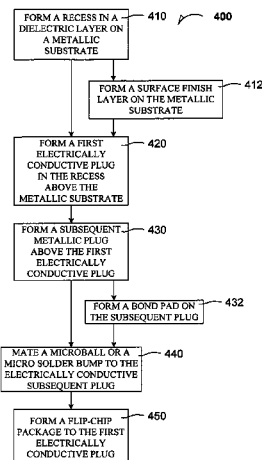 FORM A RECESS IN A
DIELECTRIC LAYER ON
A METALLIC
SUBSTRATE
410
400
FORM A SURFACE FINISH
LAYER ON THE METALLIC
SUBSTRATE
412
FORM A FIRST
ELECTRICALLY
CONDUCTIVE PLUG
IN THE RECESS
ABOVE THE
METALLIC SUBSTRATE
420
FORM A SUBSEQUENT
METALLIC PLUG
ABOVE THE FIRST
ELECTRICALLY
CONDUCTIVE PLUG
430
FORM A BOND PAD ON
THE SUBSEQUENT PLUG
432
MATE A MICROBALL OR A
MICRO SOLDER BUMP TO THE
ELECTRICALLY CONDUCTIVE
SUBSEQUENT PLUG
440
FORM A FLIP-CHIP
PACKAGE TO THE FIRST
ELECTRICALLY
CONDUCTIVE PLUG
450